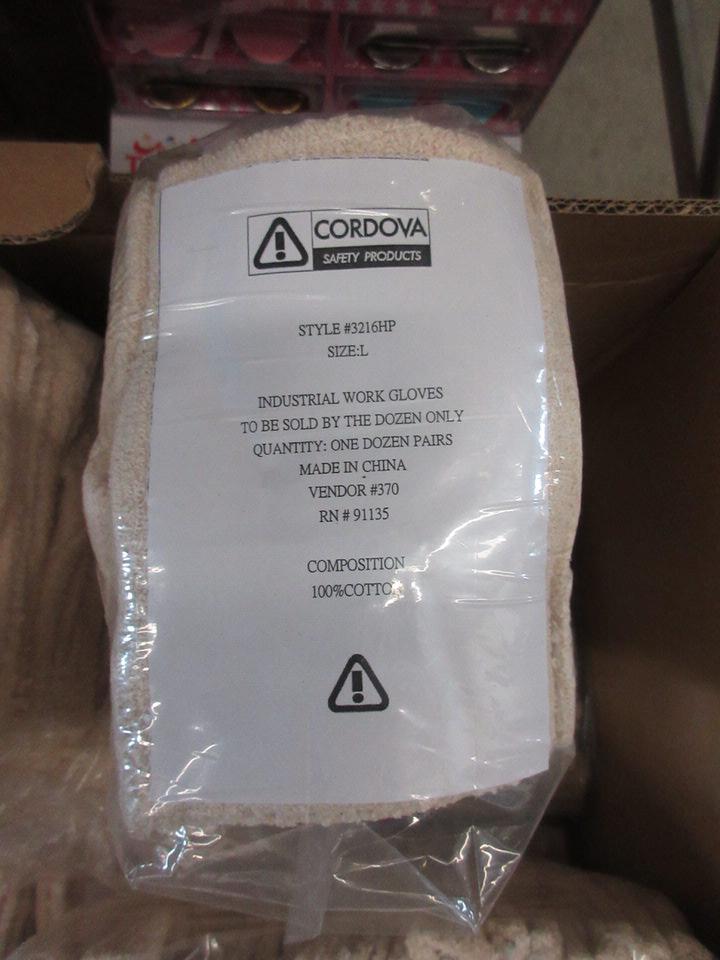 CORDOVA
SAFETY PRODUCTS
STYLE #3216HP
SIZE:L
INDUSTRIAL WORK GLOVES
TO BE SOLD BY THE DOZEN ONLY
QUANTITY: ONE DOZEN PAIRS
MADE IN CHINA
VENDOR #370
RN # 91135
COMPOSITION
100%COTTON